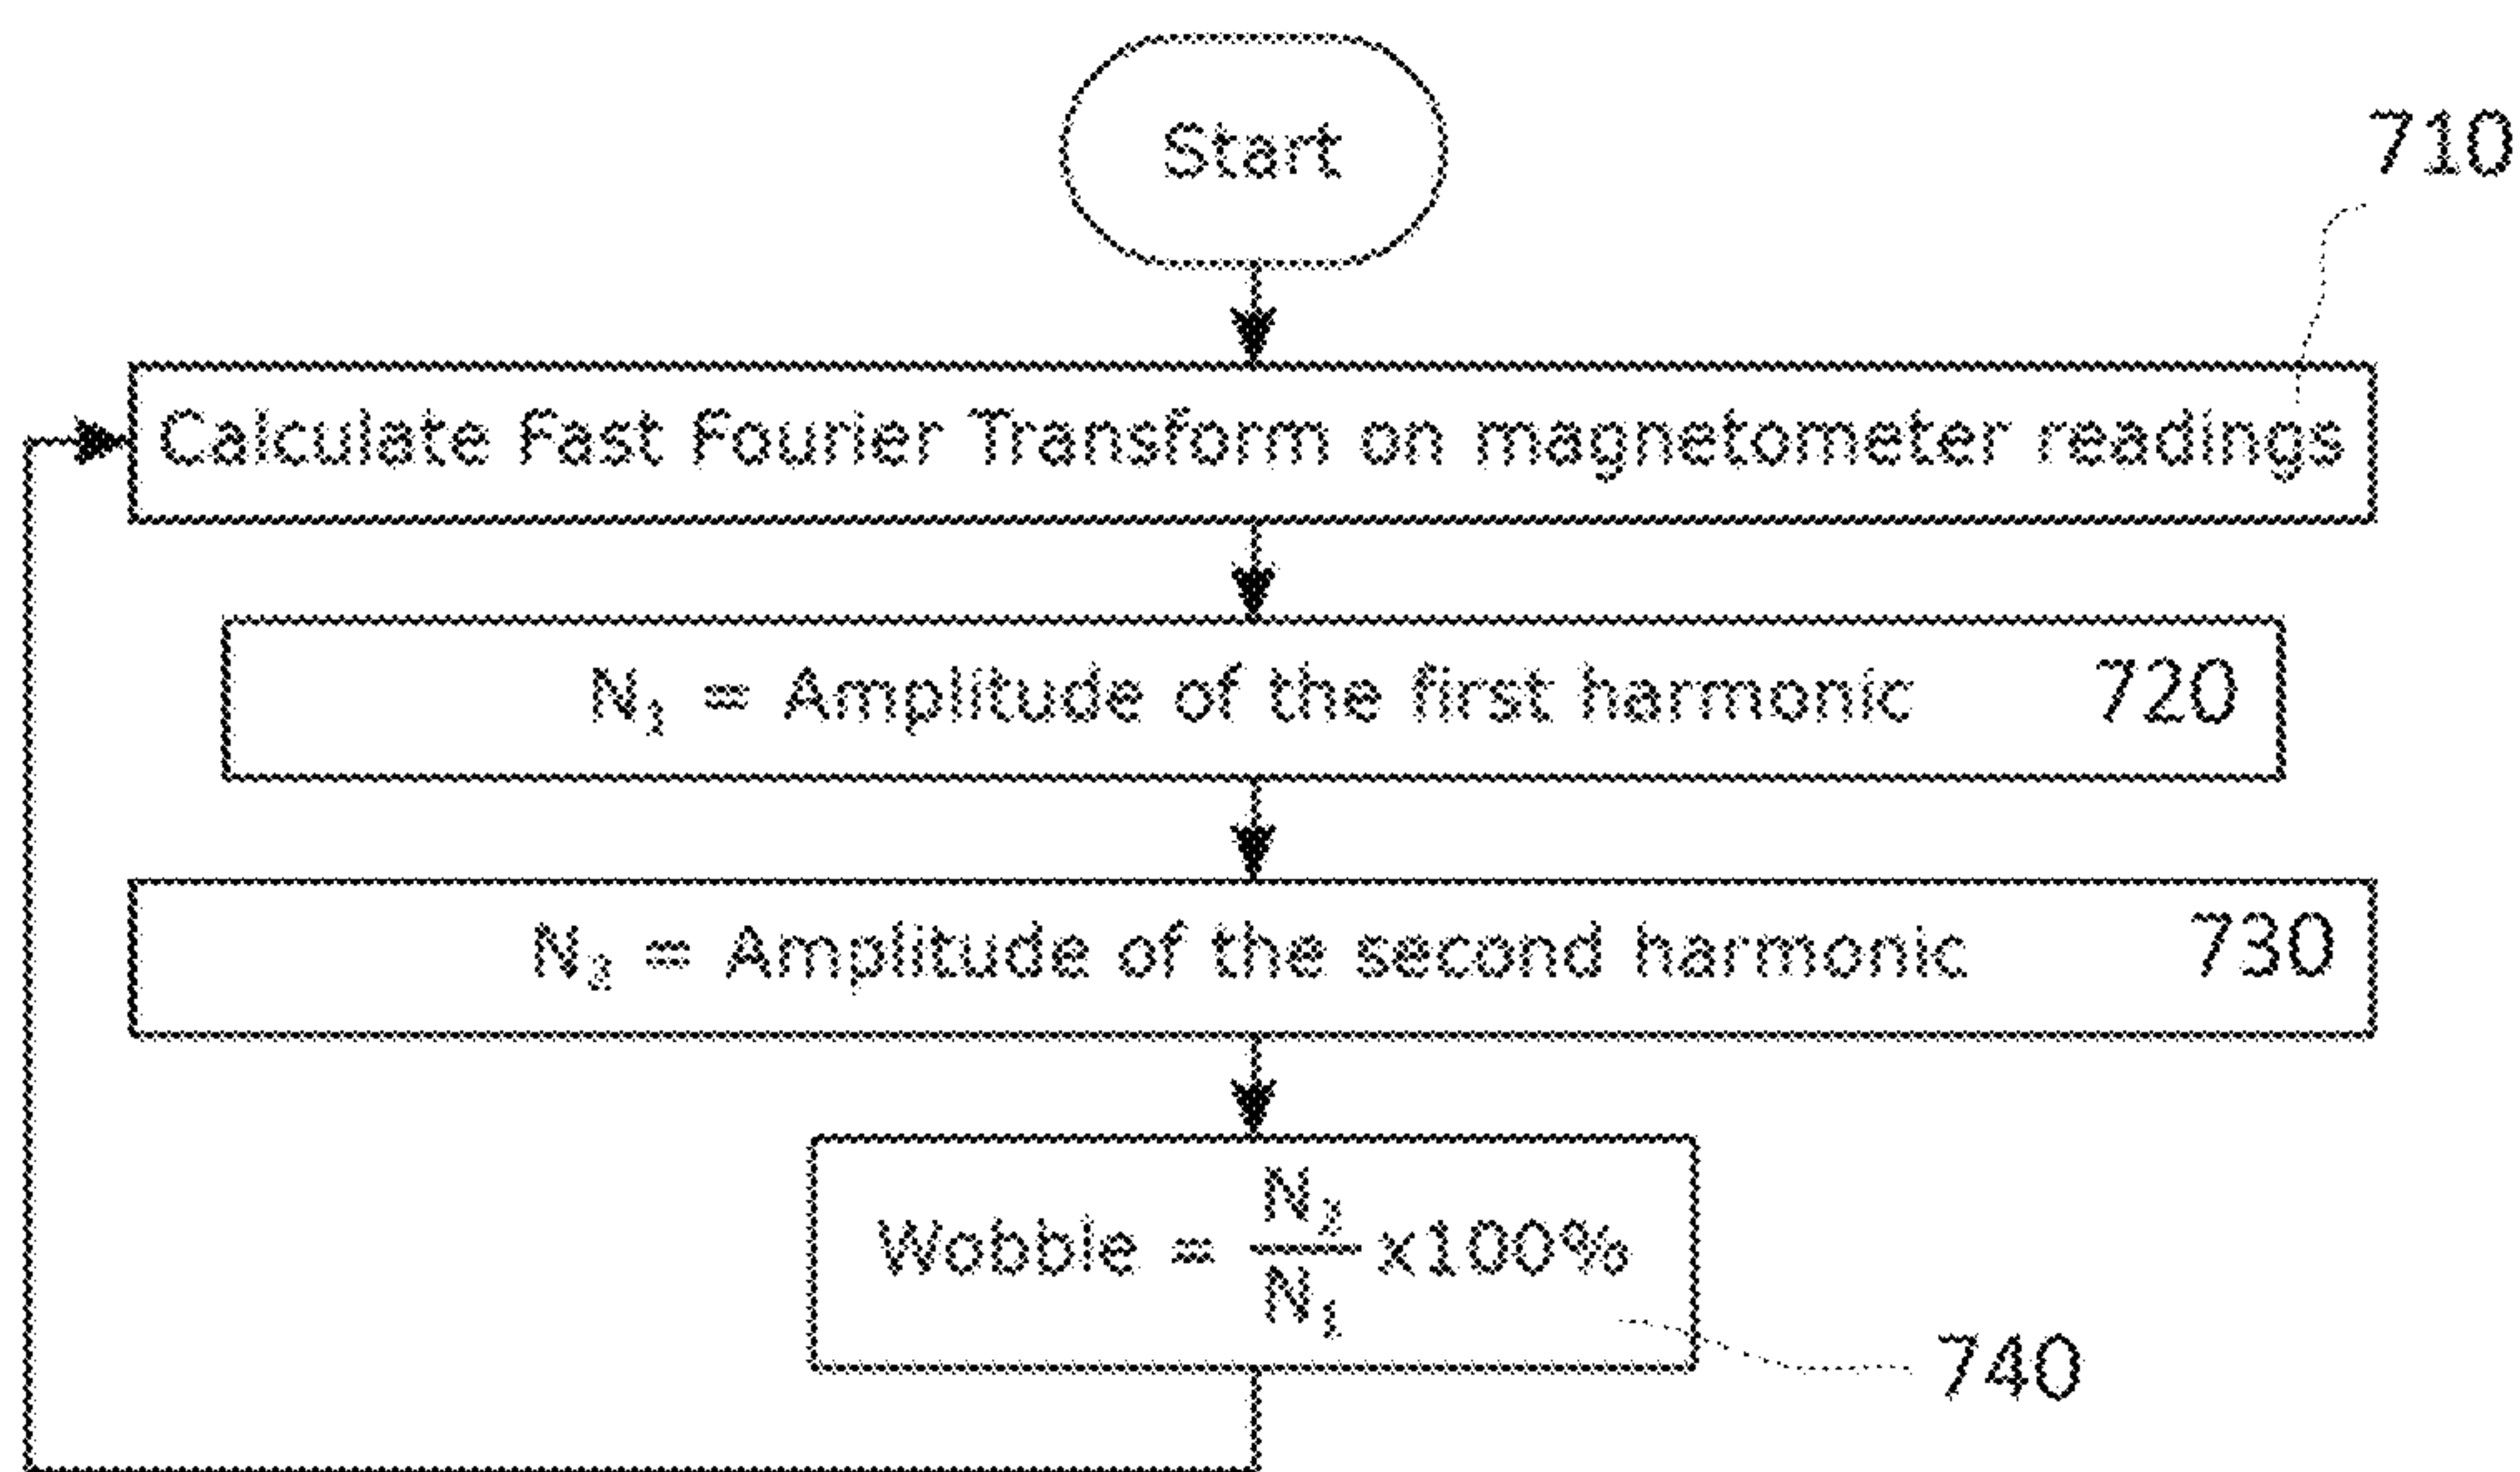 Start
710
Calculate Fast Fourier Transform on magnetometer readings
N₁ = Amplitude of the first harmonic 720
N₂ = Amplitude of the second harmonic 730
Wobble = N₂/N₁ x100%
740